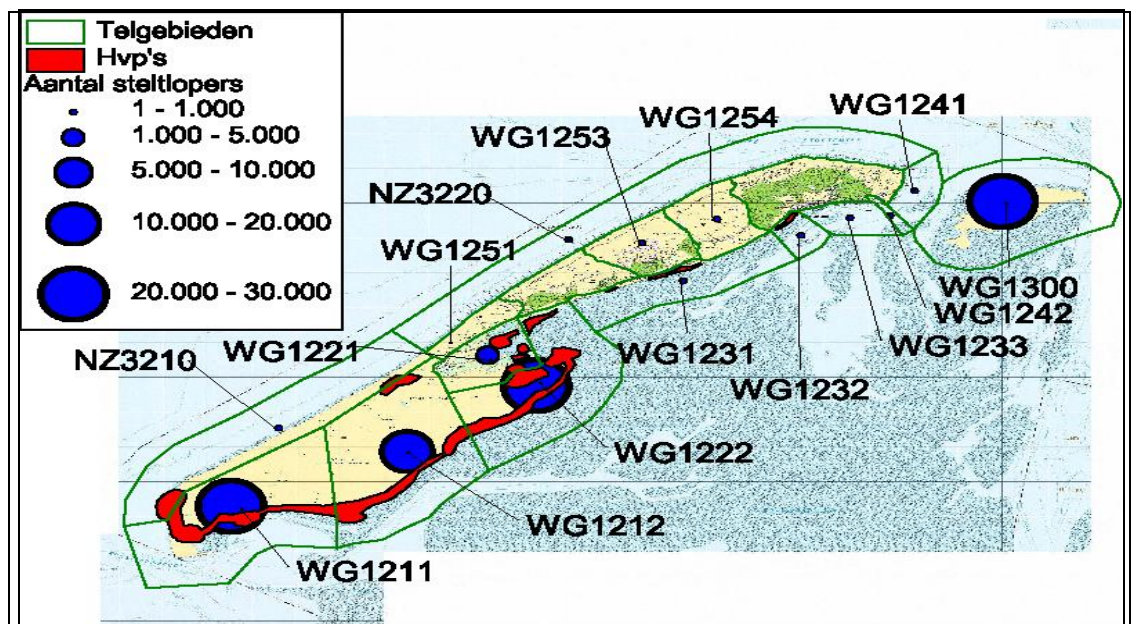 Telgebieden
Hvp's
Aantal steltlopers
1 - 1.000
1.000 - 5.000
5.000 - 10.000
10.000 - 20.000
20.000 - 30.000
WG1241
WG1254
WG1253
NZ3220
WG1251
WG1300
WG1242
WG1233
WG1221
WG1231
NZ3210
WG1232
WG1222
WG1212
WG1211